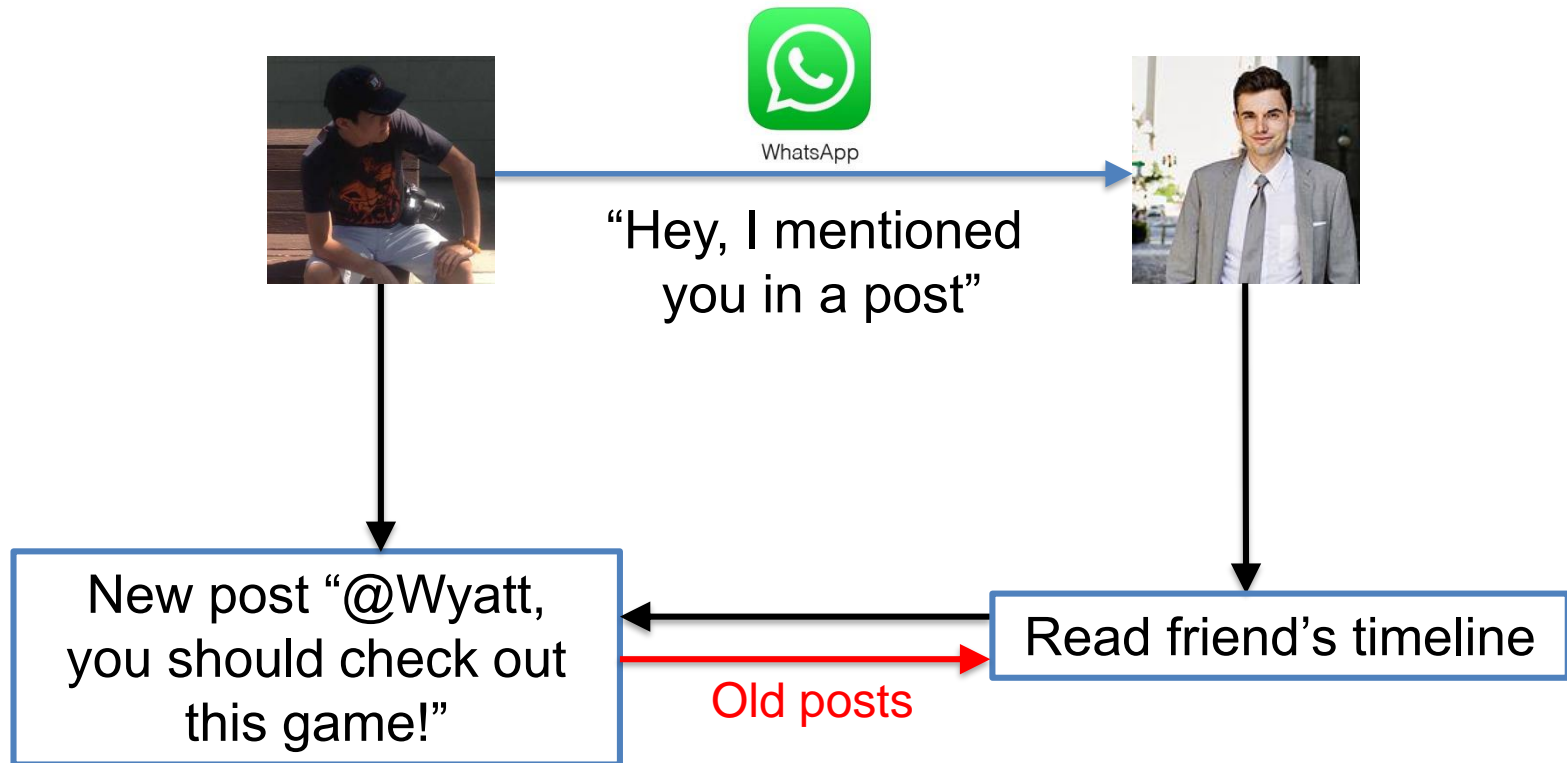 WhatsApp
“Hey, I mentioned
you in a post”
New post “@Wyatt,
you should check out
this game!”
Read friend’s timeline
Old posts